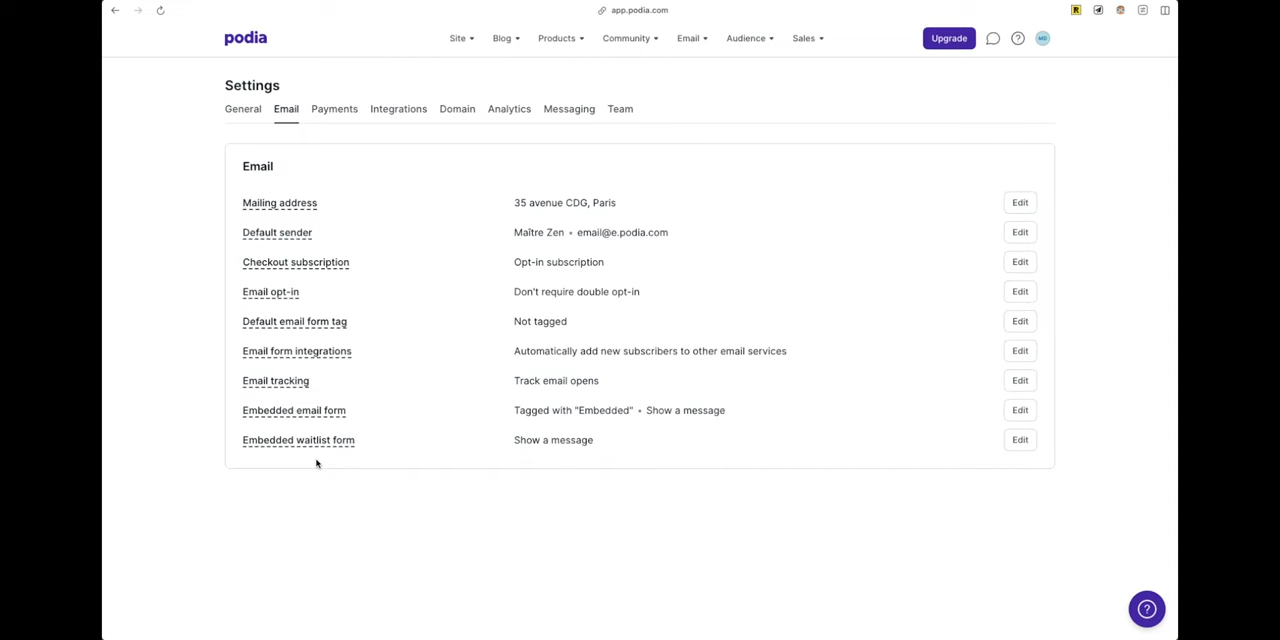 app.podia.com
podia
Site Blog Products Community Email Audience Sales Upgrade MD
Settings
General Email Payments Integrations Domain Analytics Messaging Team
Email
Mailing address 35 avenue CDG, Paris Edit
Default sender Maître Zen • email@e.podia.com Edit
Checkout subscription Opt-in subscription Edit
Email opt-in Don't require double opt-in Edit
Default email form tag Not tagged Edit
Email form integrations Automatically add new subscribers to other email services Edit
Email tracking Track email opens Edit
Embedded email form Tagged with "Embedded" • Show a message Edit
Embedded waitlist form Show a message Edit